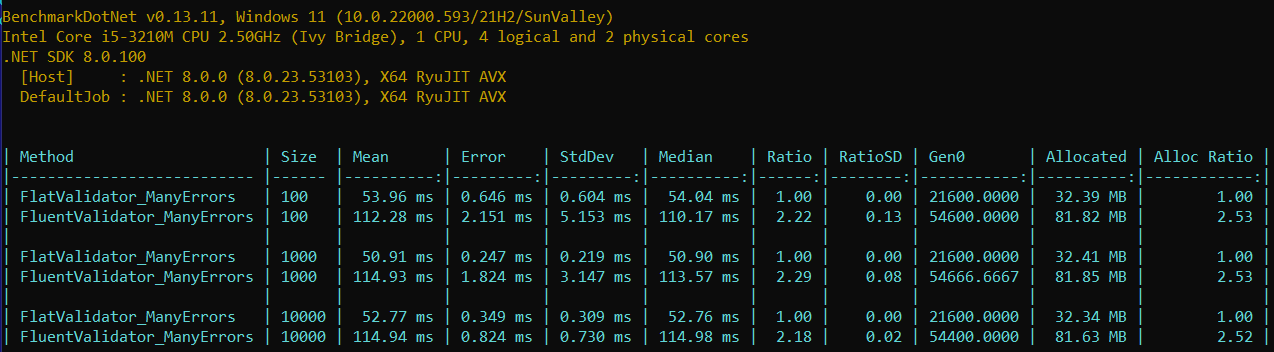 BenchmarkDotNet v0.13.11, Windows 11 (10.0.22000.593/21H2/SunValley)
Intel Core i5-3210M CPU 2.50GHz (Ivy Bridge), 1 CPU, 4 logical and 2 physical cores
.NET SDK 8.0.100
  [Host]     : .NET 8.0.0 (8.0.23.53103), X64 RyuJIT AVX
  DefaultJob : .NET 8.0.0 (8.0.23.53103), X64 RyuJIT AVX

| Method                     | Size  | Mean      | Error    | StdDev   | Median    | Ratio | RatioSD | Gen0       | Allocated | Alloc Ratio |
|--------------------------- |------ |----------:|---------:|---------:|----------:|------:|--------:|-----------:|----------:|------------:|
| FlatValidator_ManyErrors   | 100   |  53.96 ms | 0.646 ms | 0.604 ms |  54.04 ms |  1.00 |    0.00 | 21600.0000 |  32.39 MB |        1.00 |
| FluentValidator_ManyErrors | 100   | 112.28 ms | 2.151 ms | 5.153 ms | 110.17 ms |  2.22 |    0.13 | 54600.0000 |  81.82 MB |        2.53 |
|                            |       |           |          |          |           |       |         |            |           |             |
| FlatValidator_ManyErrors   | 1000  |  50.91 ms | 0.247 ms | 0.219 ms |  50.90 ms |  1.00 |    0.00 | 21600.0000 |  32.41 MB |        1.00 |
| FluentValidator_ManyErrors | 1000  | 114.93 ms | 1.824 ms | 3.147 ms | 113.57 ms |  2.29 |    0.08 | 54666.6667 |  81.85 MB |        2.53 |
|                            |       |           |          |          |           |       |         |            |           |             |
| FlatValidator_ManyErrors   | 10000 |  52.77 ms | 0.349 ms | 0.309 ms |  52.76 ms |  1.00 |    0.00 | 21600.0000 |  32.34 MB |        1.00 |
| FluentValidator_ManyErrors | 10000 | 114.94 ms | 0.824 ms | 0.730 ms | 114.98 ms |  2.18 |    0.02 | 54400.0000 |  81.63 MB |        2.52 |